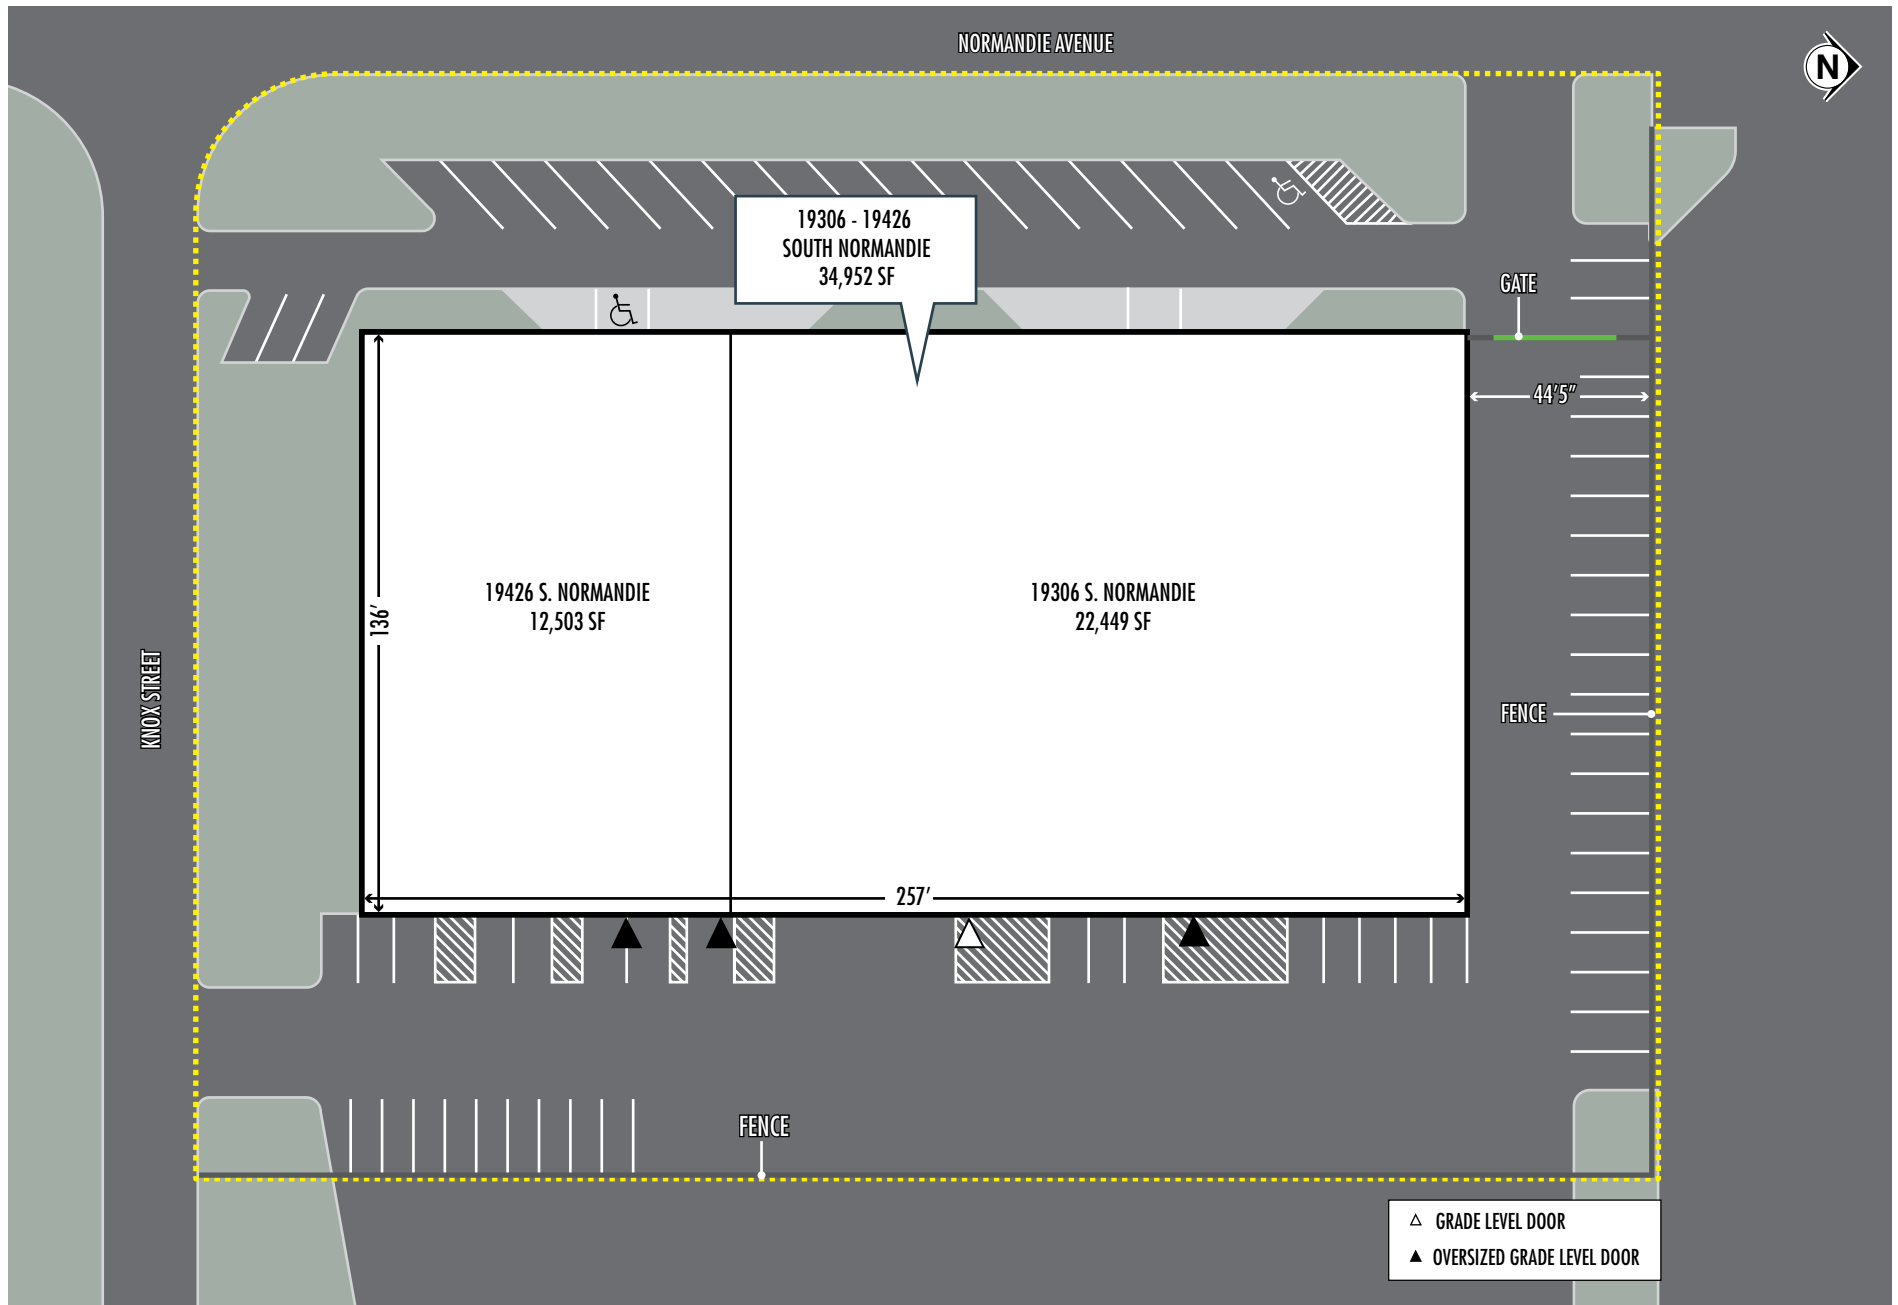 NORMANDIE AVENUE
N
19306 - 19426
SOUTH NORMANDIE
34,952 SF
GATE
44'5"
19426 S. NORMANDIE
12,503 SF
19306 S. NORMANDIE
22,449 SF
136'
KNOX STREET
FENCE
257'
FENCE
GRADE LEVEL DOOR
OVERSIZED GRADE LEVEL DOOR